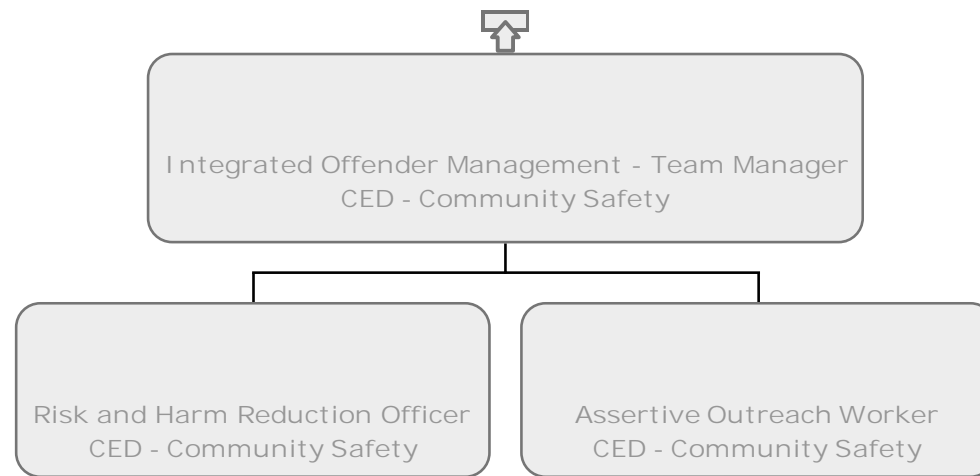 Integrated Offender Management - Team Manager
CED - Community Safety
Risk and Harm Reduction Officer
CED - Community Safety
Assertive Outreach Worker
CED - Community Safety